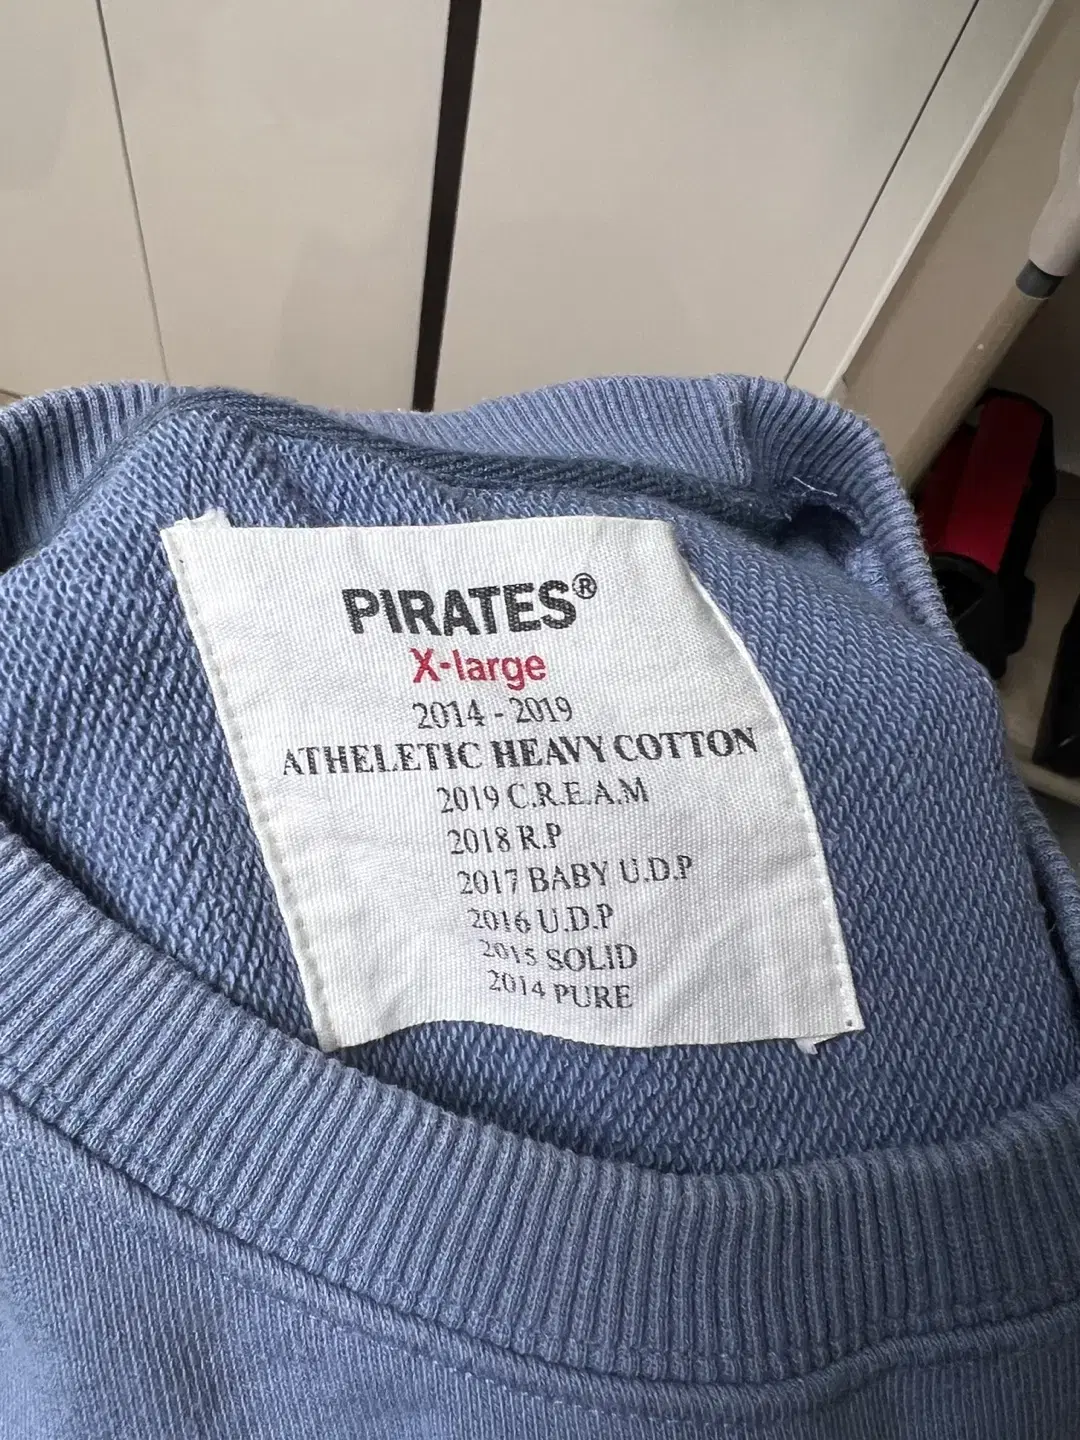 PIRATES®
X-large
2014 - 2019
ATHELETIC HEAVY COTTON
2019 C.R.E.A.M
2018 R.P
2017 BABY U.D.P
2016 U.D.P
2015 SOLID
2014 PURE